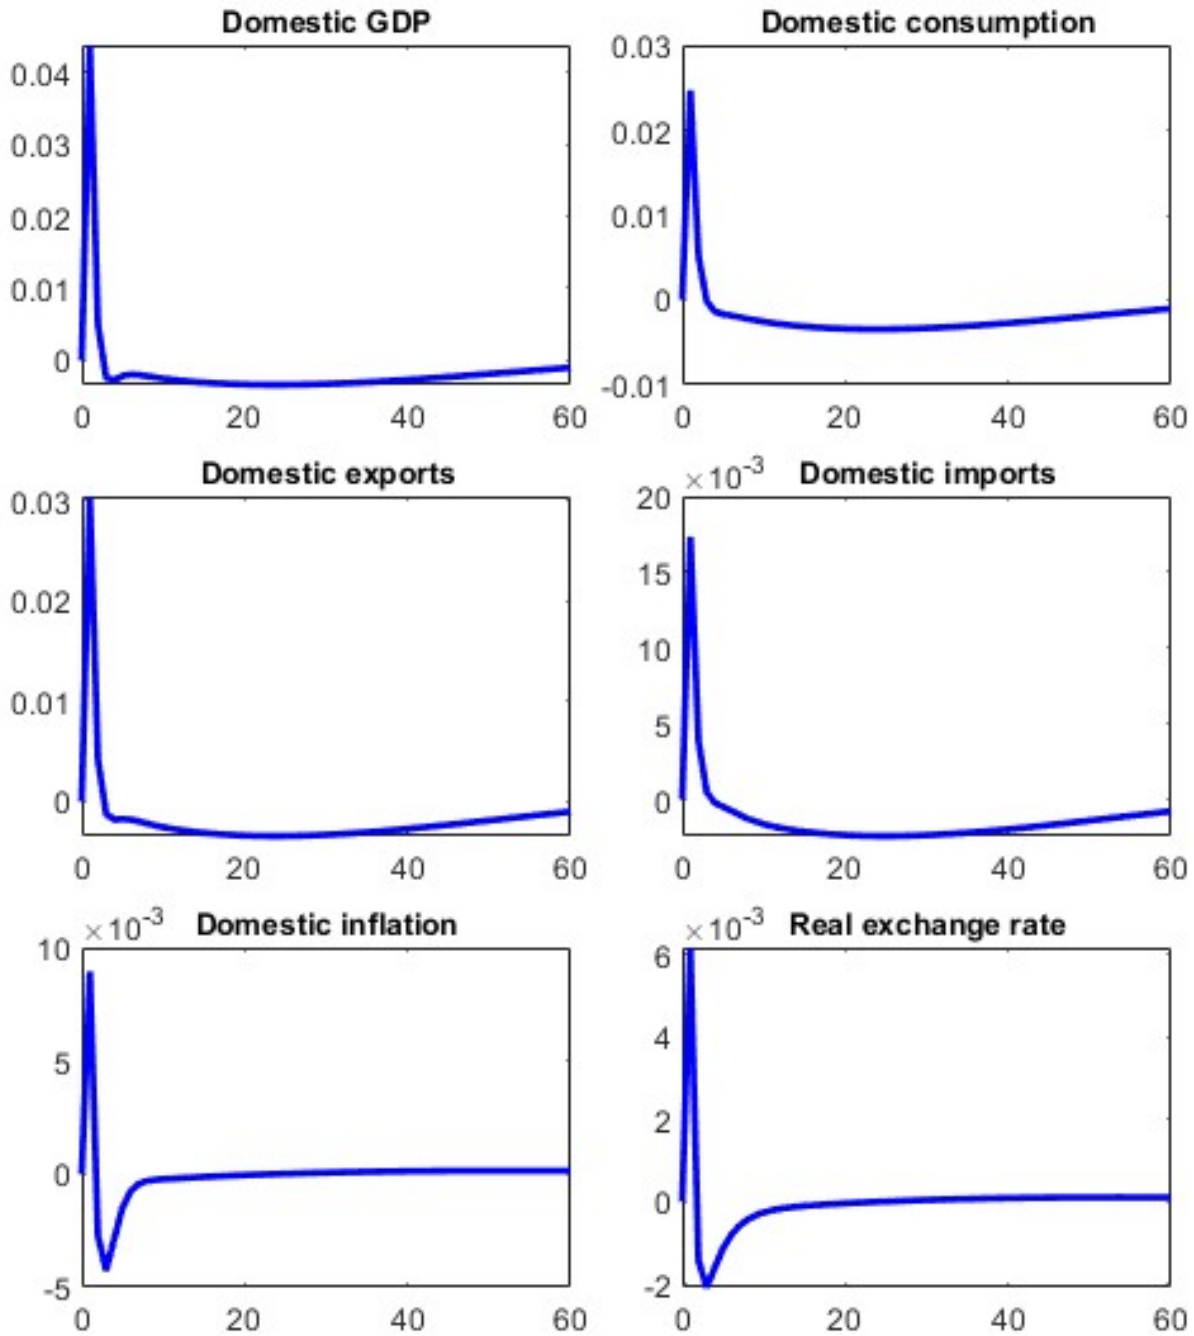 Domestic GDP
0.04
0.03
0.02
0.01
0
0 20 40 60
Domestic consumption
0.03
0.02
0.01
0
-0.01
0 20 40 60
Domestic exports
0.03
0.02
0.01
0
0 20 40 60
×10⁻³ Domestic imports
20
15
10
5
0
0 20 40 60
×10⁻³ Domestic inflation
10
5
0
-5
0 20 40 60
×10⁻³ Real exchange rate
6
4
2
0
-2
0 20 40 60